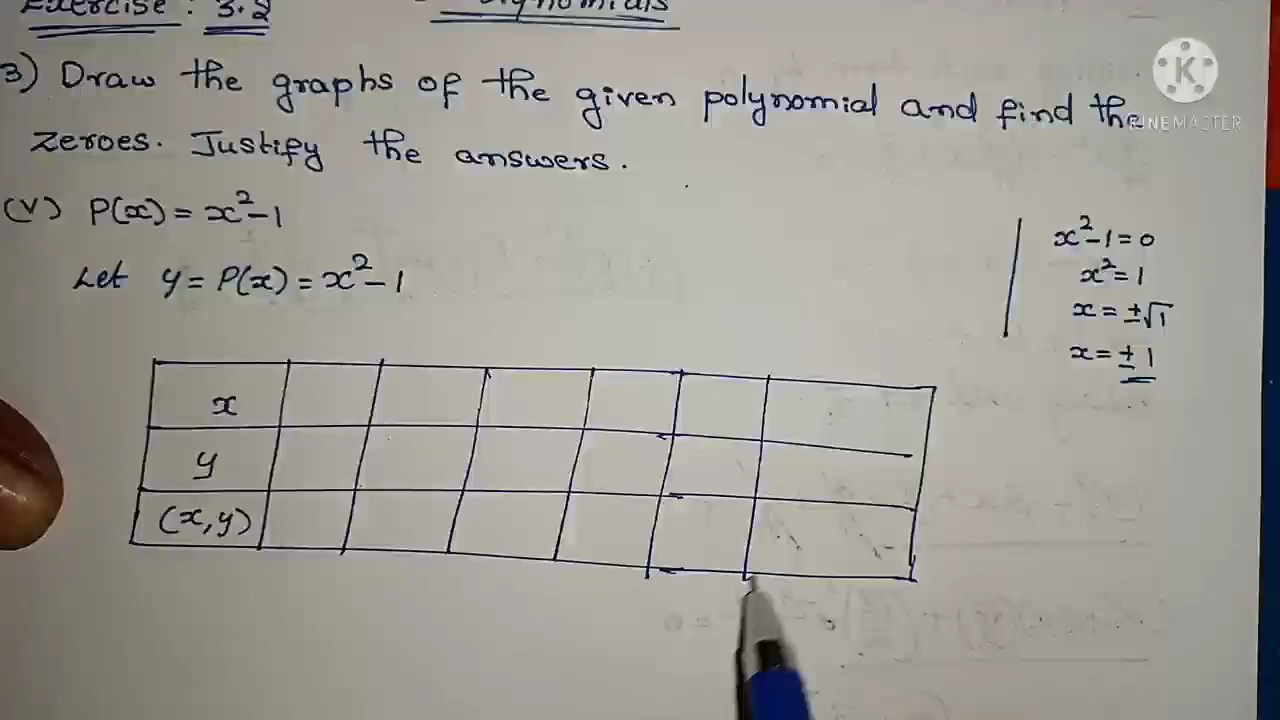 Exercise : 3.2
3) Draw the graphs of the given polynomial and find the
zeroes. Justify the answers.
(V) P(x) = x² - 1
Let y = P(x) = x² - 1
x² - 1 = 0
x² = 1
x = ±√1
x = ± 1
x
y
(x, y)
K
KINEMASTER